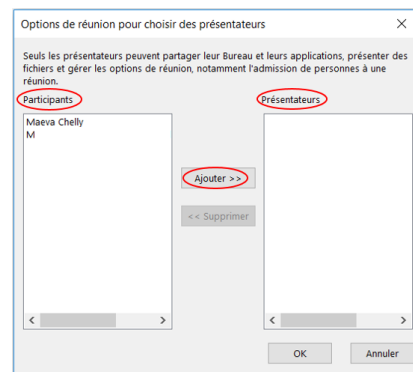 Options de réunion pour choisir des présentateurs
Seuls les présentateurs peuvent partager leur Bureau et leurs applications, présenter des
fichiers et gérer les options de réunion, notamment l'admission de personnes à une
réunion.
Participants
Présentateurs
Maeva Chelly
M
Ajouter >>
<< Supprimer
OK
Annuler